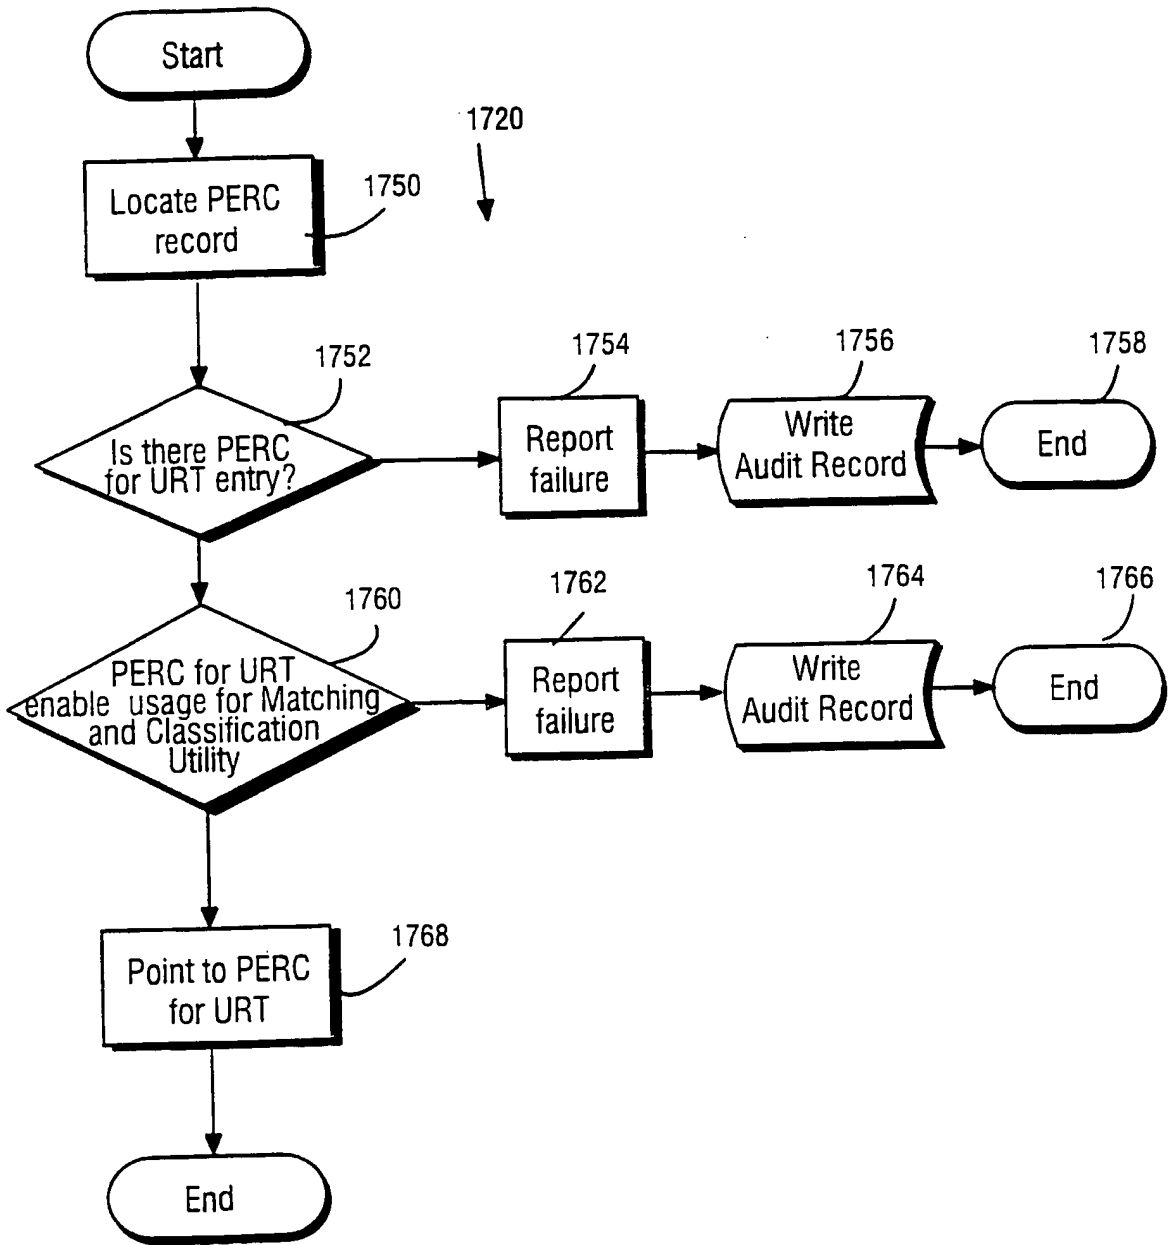 Start
1720
Locate PERC
record
1750
1752
Is there PERC
for URT entry?
1754
Report
failure
1756
Write
Audit Record
1758
End
1760
PERC for URT
enable usage for Matching
and Classification
Utility
1762
Report
failure
1764
Write
Audit Record
1766
End
1768
Point to PERC
for URT
End